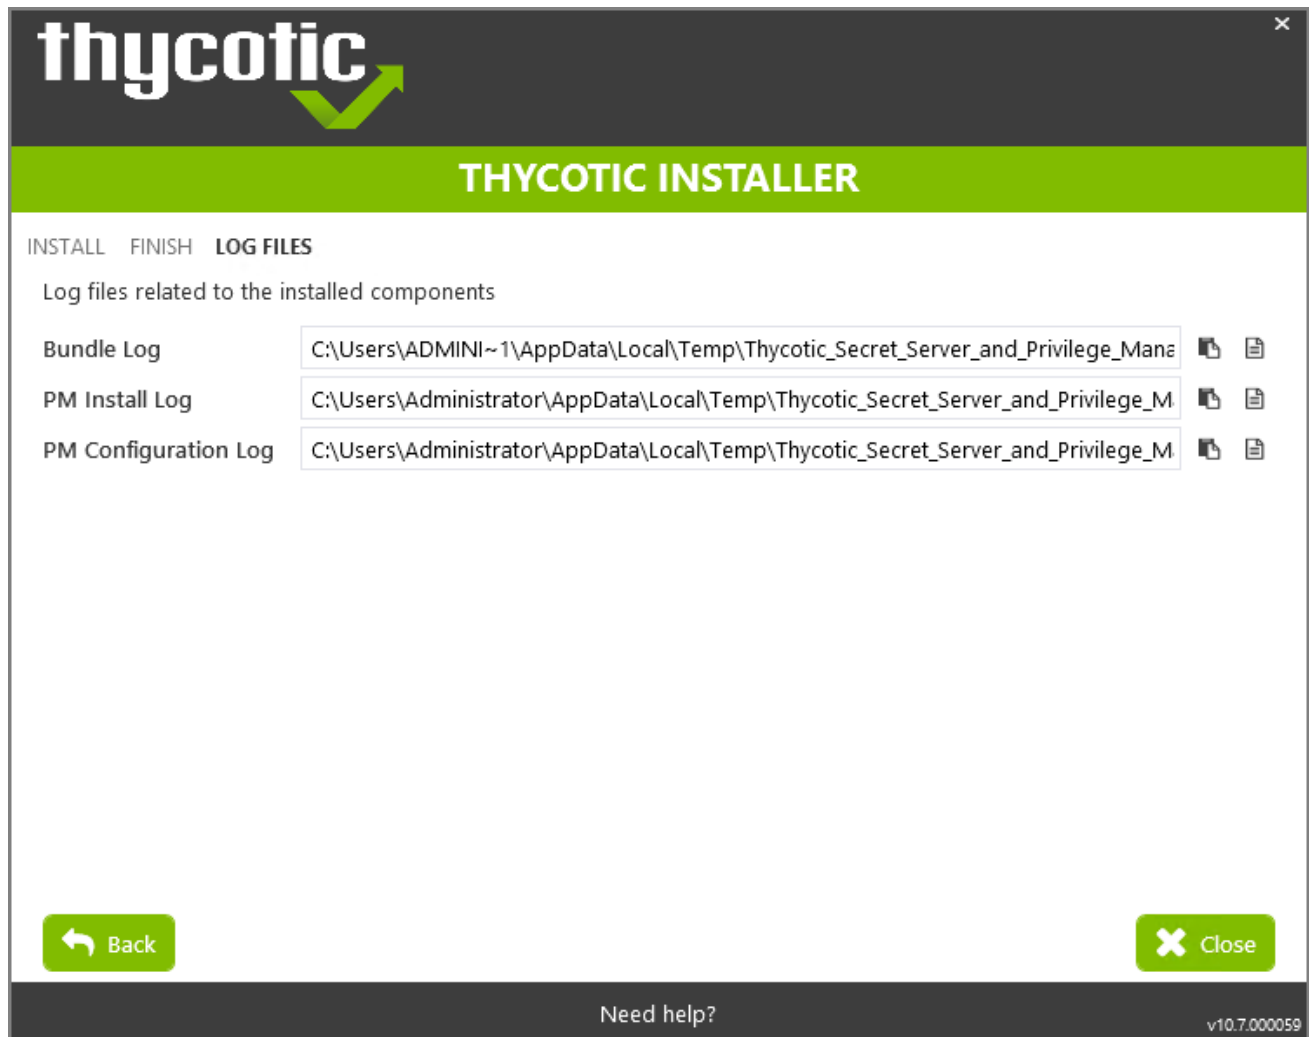 thycotic
×
THYCOTIC INSTALLER
INSTALL FINISH LOG FILES
Log files related to the installed components
Bundle Log C:\Users\ADMINI~1\AppData\Local\Temp\Thycotic_Secret_Server_and_Privilege_Mana
PM Install Log C:\Users\Administrator\AppData\Local\Temp\Thycotic_Secret_Server_and_Privilege_M
PM Configuration Log C:\Users\Administrator\AppData\Local\Temp\Thycotic_Secret_Server_and_Privilege_M
Back Close
Need help?
v10.7.000059